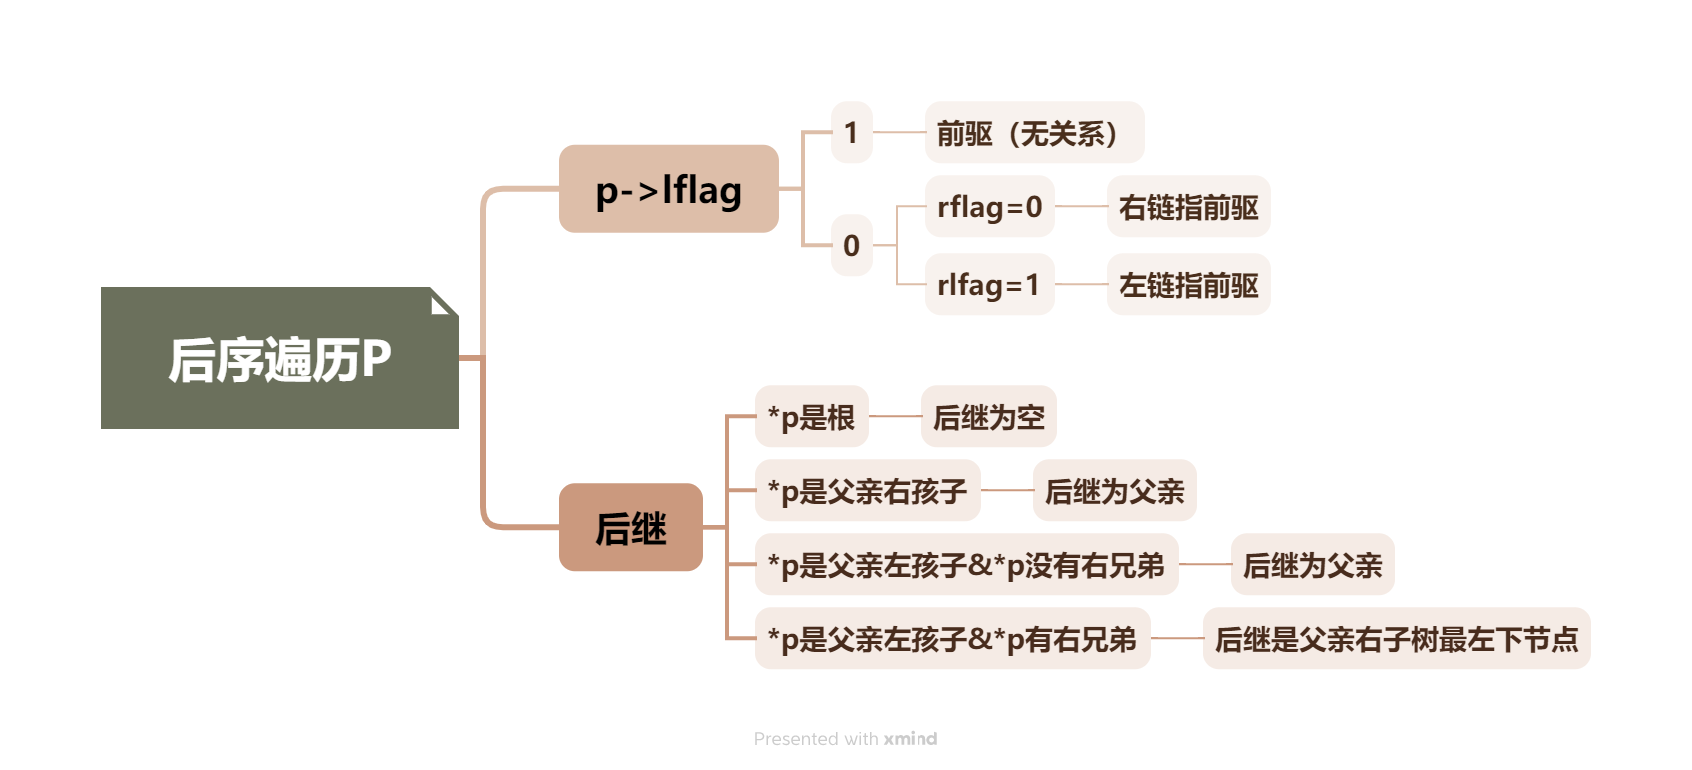 后序遍历P
p->lflag
1
前驱（无关系）
0
rflag=0
右链指前驱
rlfag=1
左链指前驱
后继
*p是根
后继为空
*p是父亲右孩子
后继为父亲
*p是父亲左孩子&*p没有右兄弟
后继为父亲
*p是父亲左孩子&*p有右兄弟
后继是父亲右子树最左下节点
Presented with xmind